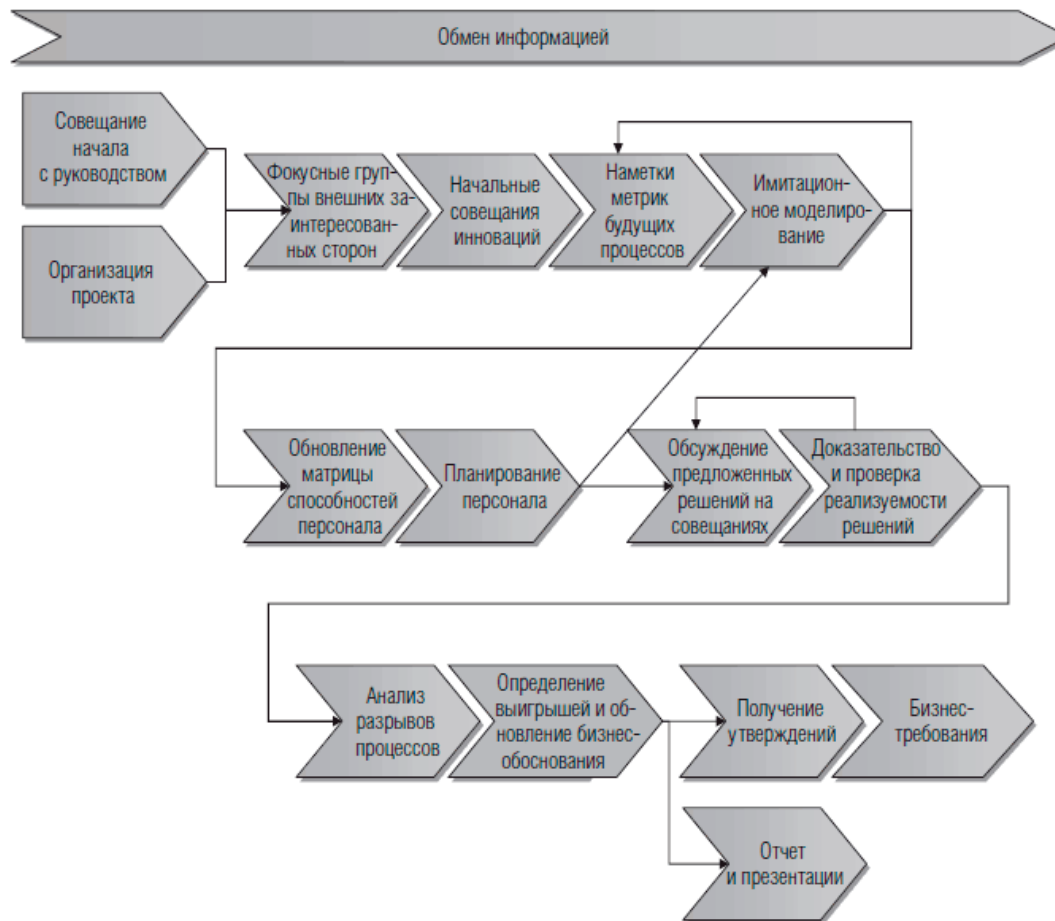 Обмен информацией
Совещание
начала
с руководством
Организация
проекта
Фокусные груп-
пы внешних за-
интересован-
ных сторон
Начальные
совещания
инноваций
Наметки
метрик
будущих
процессов
Имитацион-
ное моделиро-
вание
Обновление
матрицы
способностей
персонала
Планирование
персонала
Обсуждение
предложенных
решений на
совещаниях
Доказательство
и проверка
реализуемости
решений
Анализ
разрывов
процессов
Определение
выигрышей и об-
новление бизнес-
обоснования
Получение
утверждений
Бизнес-
требования
Отчет
и презентации